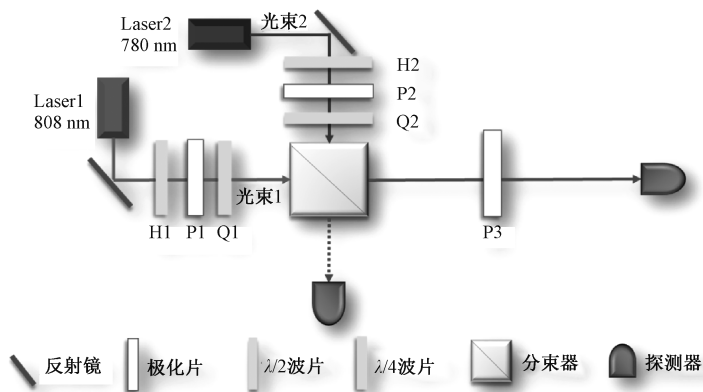 Laser2
780 nm
光束2
H2
P2
Q2
Laser1
808 nm
光束1
H1
P1
Q1
P3
反射镜
极化片
λ/2波片
λ/4波片
分束器
探测器